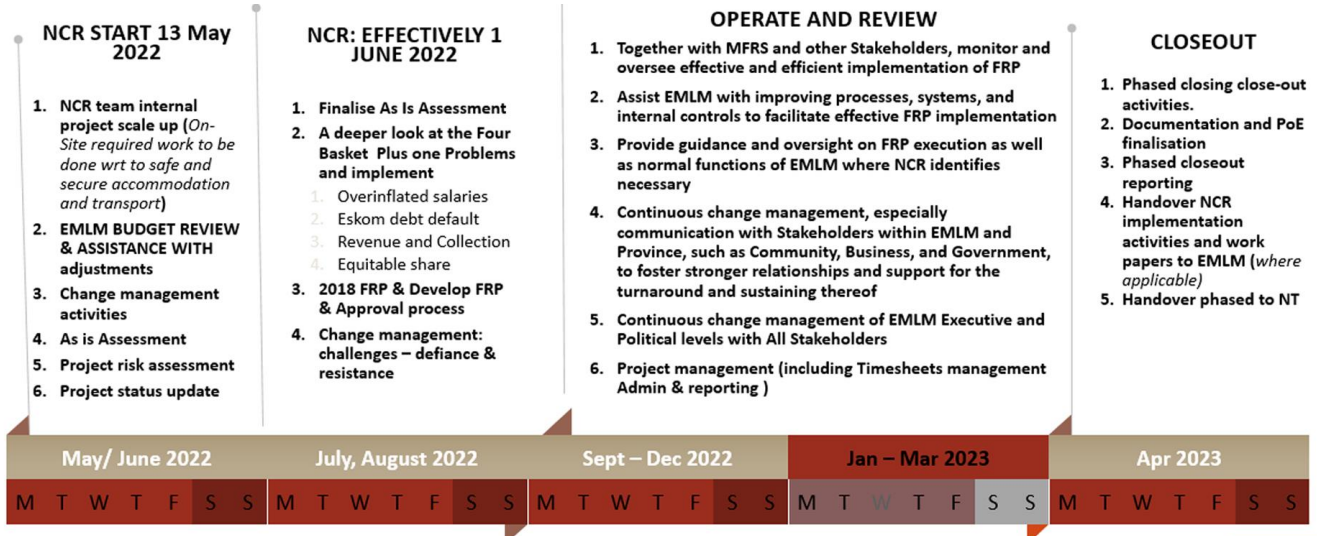 NCR START 13 May
2022
1. NCR team internal
project scale up (On-
Site required work to be
done wrt to safe and
secure accommodation
and transport)
2. EMLM BUDGET REVIEW
& ASSISTANCE WITH
adjustments
3. Change management
activities
4. As is Assessment
5. Project risk assessment
6. Project status update
NCR: EFFECTIVELY 1
JUNE 2022
1. Finalise As Is Assessment
2. A deeper look at the Four
Basket Plus one Problems
and implement
1. Overinflated salaries
2. Eskom debt default
3. Revenue and Collection
4. Equitable share
3. 2018 FRP & Develop FRP
& Approval process
4. Change management:
challenges – defiance &
resistance
OPERATE AND REVIEW
1. Together with MFRS and other Stakeholders, monitor and
oversee effective and efficient implementation of FRP
2. Assist EMLM with improving processes, systems, and
internal controls to facilitate effective FRP implementation
3. Provide guidance and oversight on FRP execution as well
as normal functions of EMLM where NCR identifies
necessary
4. Continuous change management, especially
communication with Stakeholders within EMLM and
Province, such as Community, Business, and Government,
to foster stronger relationships and support for the
turnaround and sustaining thereof
5. Continuous change management of EMLM Executive and
Political levels with All Stakeholders
6. Project management (including Timesheets management
Admin & reporting )
CLOSEOUT
1. Phased closing close-out
activities.
2. Documentation and PoE
finalisation
3. Phased closeout
reporting
4. Handover NCR
implementation
activities and work
papers to EMLM (where
applicable)
5. Handover phased to NT
May/ June 2022
July, August 2022
Sept – Dec 2022
Jan – Mar 2023
Apr 2023
M T W T F S S M T W T F S S M T W T F S S M T W T F S S M T W T F S S